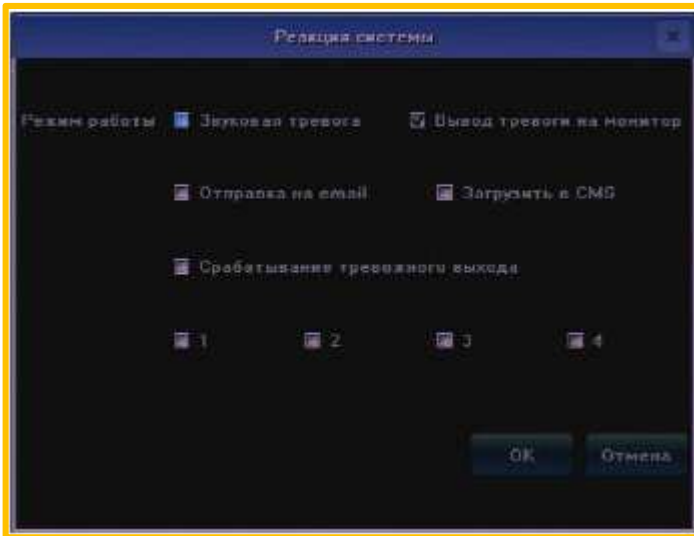 Реакция системы
Режим работы Звуковая тревога Вывод тревоги на монитор
Отправка на email Загрузить в CMS
Срабатывание тревожного выхода
1 2 3 4
OK Отмена